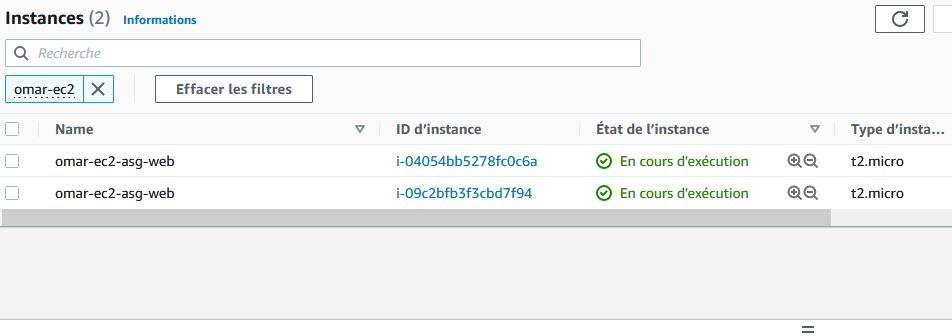 Instances (2) Informations
Recherche
omar-ec2 Effacer les filtres
Name ID d'instance État de l'instance Type d'insta...
omar-ec2-asg-web i-04054bb5278fc0c6a En cours d'exécution t2.micro
omar-ec2-asg-web i-09c2bfb3f3cbd7f94 En cours d'exécution t2.micro